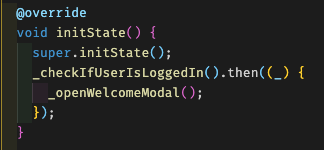 @override
void initState() {
  super.initState();
  _checkIfUserIsLoggedIn().then((_) {
    _openWelcomeModal();
  });
}